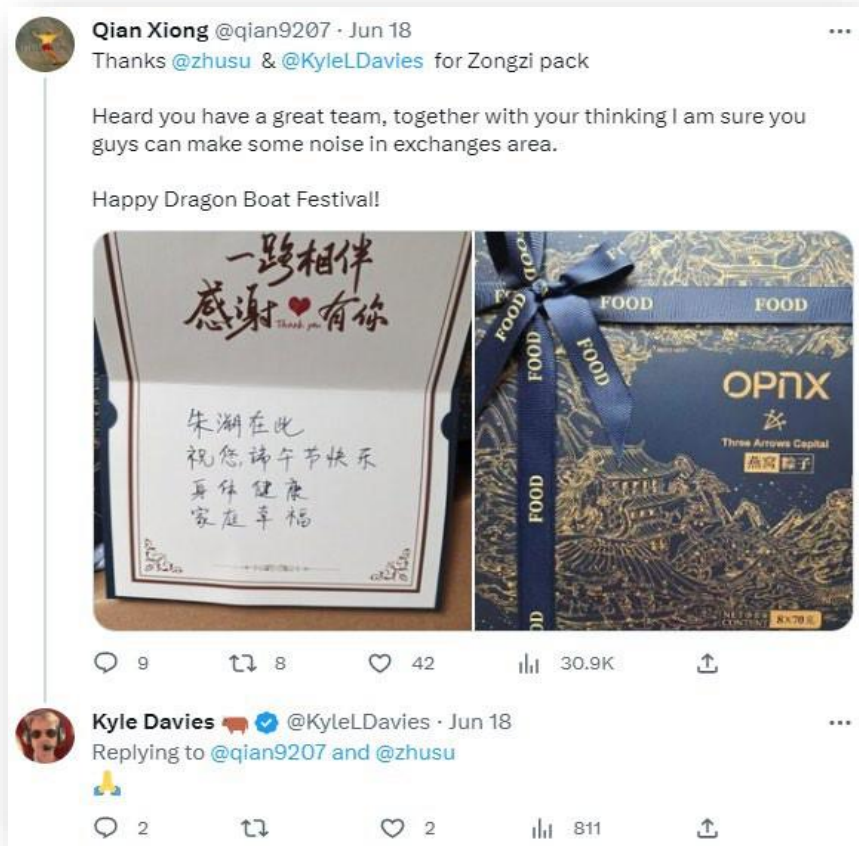 Qian Xiong @qian9207 · Jun 18
Thanks @zhusu & @KyleLDavies for Zongzi pack
Heard you have a great team, together with your thinking I am sure you
guys can make some noise in exchanges area.
Happy Dragon Boat Festival!
一路相伴
感谢 Thank you 有你
朱湖在此
祝您端午节快乐
身体健康
家庭幸福
FOOD
FOOD
FOOD
FOOD
FOOD
FOOD
FOOD
OPNX
Three Arrows Capital
燕窝粽子
CONTENT 8X70克
9 8 42 30.9K
Kyle Davies @KyleLDavies · Jun 18
Replying to @qian9207 and @zhusu
2 2 811